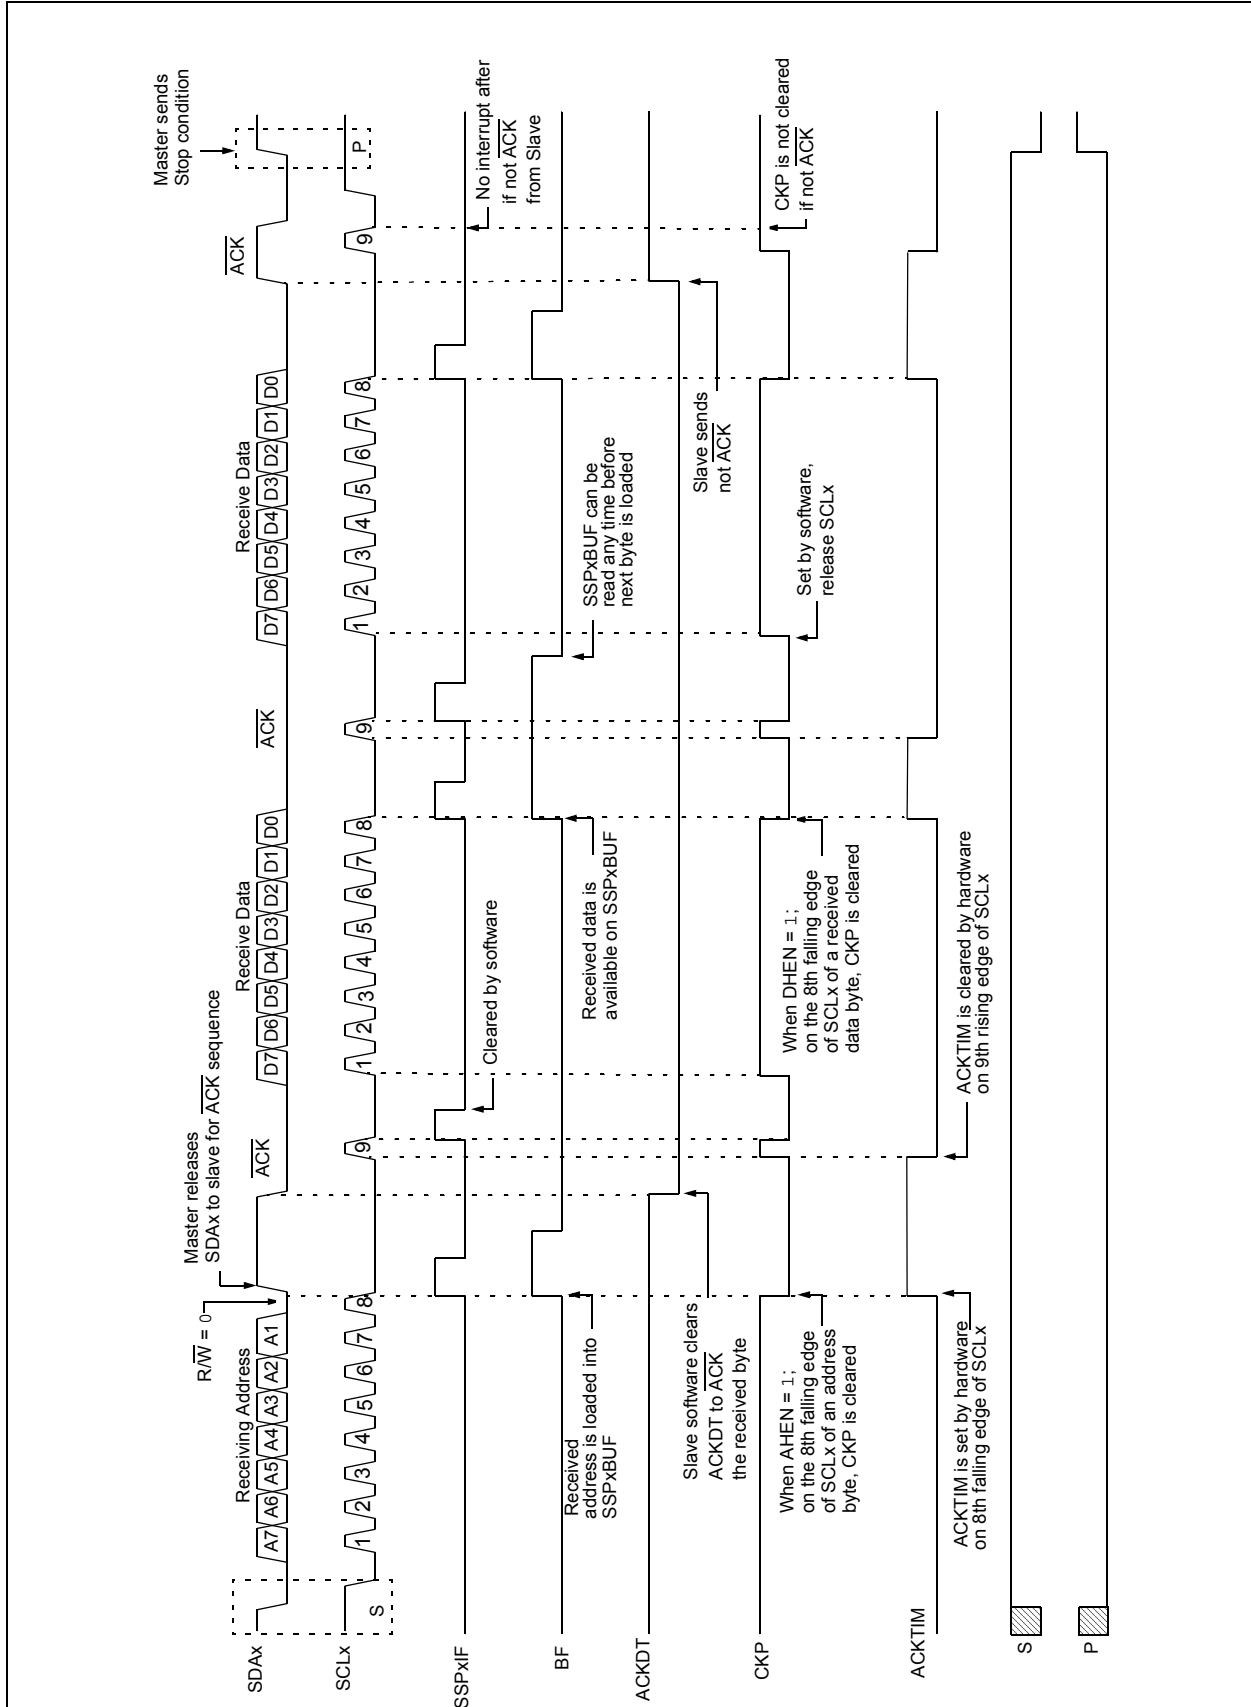 Master sends
Stop condition
Master releases
SDAx to slave for ACK sequence
R/W = 0
Receiving Address
Receive Data
Receive Data
ACK
ACK
ACK
SDAx
A7 A6 A5 A4 A3 A2 A1
D7 D6 D5 D4 D3 D2 D1 D0
D7 D6 D5 D4 D3 D2 D1 D0
SCLx
S
1 2 3 4 5 6 7 8 9
1 2 3 4 5 6 7 8 9
1 2 3 4 5 6 7 8 9
P
SSPxIF
Cleared by software
No interrupt after
if not ACK
from Slave
BF
Received
address is loaded into
SSPxBUF
Received data is
available on SSPxBUF
SSPxBUF can be
read any time before
next byte is loaded
ACKDT
Slave software clears
ACKDT to ACK
the received byte
Slave sends
not ACK
CKP
When AHEN = 1;
on the 8th falling edge
of SCLx of an address
byte, CKP is cleared
When DHEN = 1;
on the 8th falling edge
of SCLx of a received
data byte, CKP is cleared
Set by software,
release SCLx
CKP is not cleared
if not ACK
ACKTIM
ACKTIM is set by hardware
on 8th falling edge of SCLx
ACKTIM is cleared by hardware
on 9th rising edge of SCLx
S
P